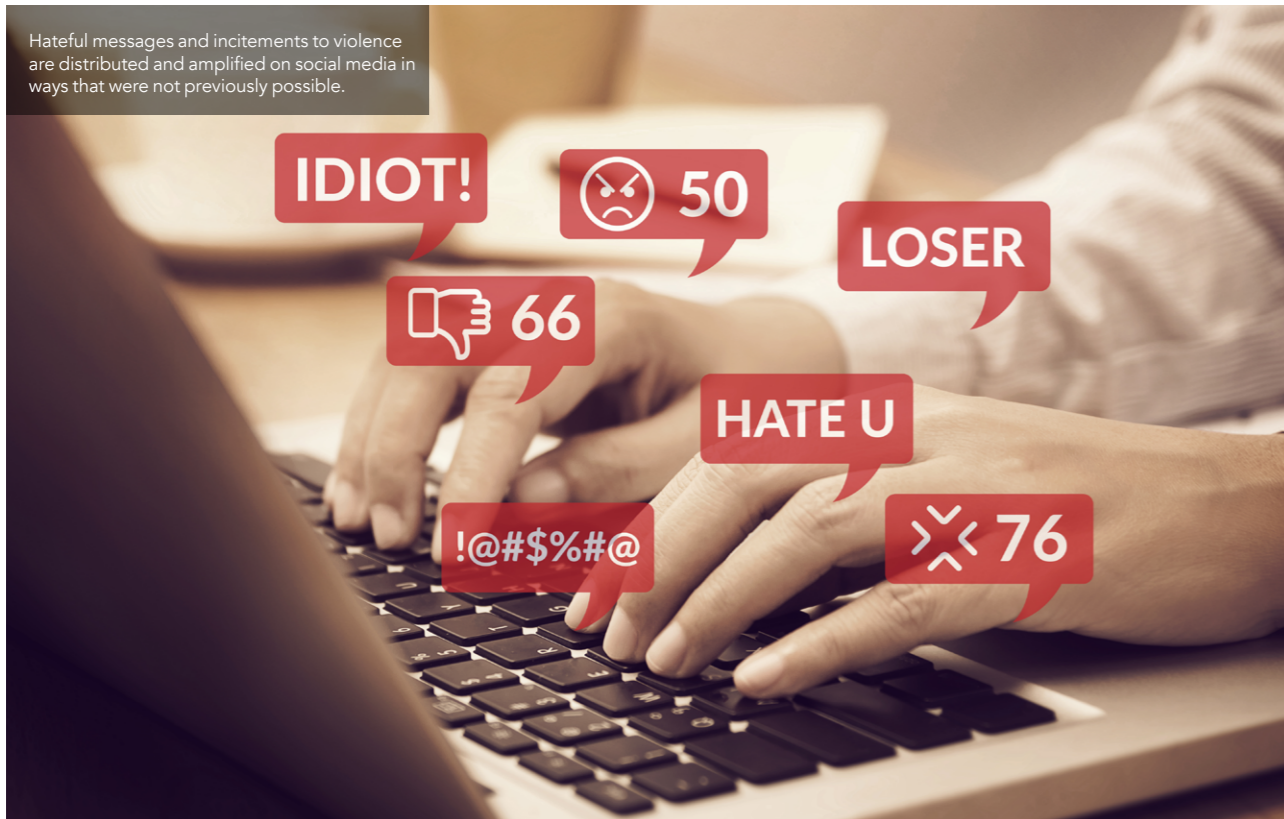 Hateful messages and incitements to violence
are distributed and amplified on social media in
ways that were not previously possible.
IDIOT!
50
LOSER
66
HATE U
!@#$%#@
76